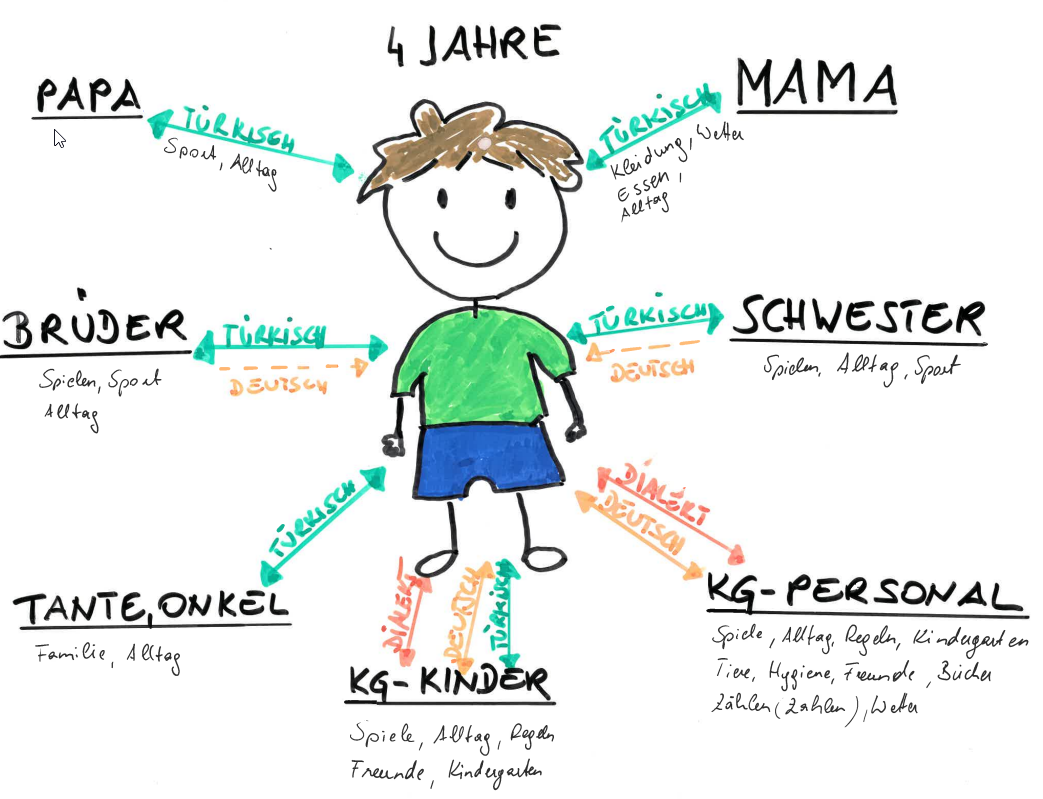 4 JAHRE
PAPA
TÜRKISCH
Sport, Alltag
MAMA
TÜRKISCH
Kleidung, Wetter
Essen,
Alltag
BRÜDER
TÜRKISCH
DEUTSCH
Spielen, Sport
Alltag
SCHWESTER
TÜRKISCH
DEUTSCH
Spielen, Alltag, Sport
TÜRKISCH
TANTE, ONKEL
Familie, Alltag
DIALEKT
DEUTSCH
TÜRKISCH
KG-KINDER
Spiele, Alltag, Regeln
Freunde, Kindergarten
DIALEKT
DEUTSCH
KG-PERSONAL
Spiele, Alltag, Regeln, Kindergarten
Tiere, Hygiene, Freunde, Bücher
Zählen (Zahlen), Wetter